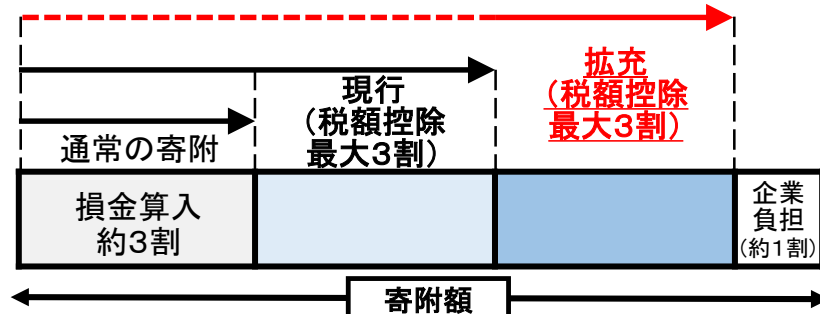 拡充
（税額控除
最大3割）
現行
（税額控除
最大3割）
通常の寄附
損金算入
約3割
企業
負担
（約1割）
寄附額